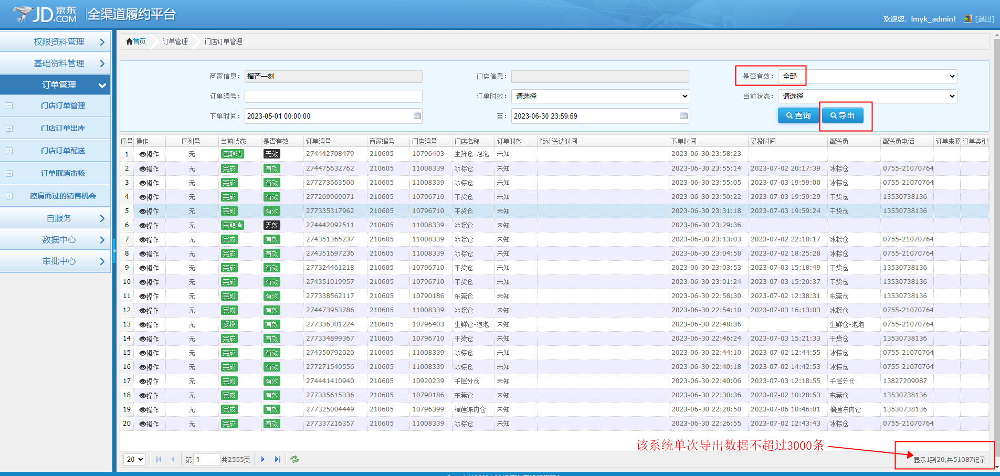 JD.COM 京东 全渠道履约平台
欢迎您，lmyk_admin! [退出]
权限资料管理
基础资料管理
订单管理
门店订单管理
门店订单出库
门店订单配送
订单取消审核
擦肩而过的销售机会
自服务
数据中心
审批中心
首页 订单管理 门店订单管理
商家信息： 榴芒一刻 门店信息： 是否有效： 全部
订单编号： 订单时效： 请选择 当前状态： 请选择
下单时间： 2023-05-01 00:00:00 至： 2023-06-30 23:59:59 查询 导出
序号 操作 序列号 当前状态 是否有效 订单编号 商家编号 门店编号 门店名称 订单时效 预计送达时间 下单时间 妥投时间 配送员 配送员电话 订单来源 订单类型
1 操作 无 已取消 无效 274442708479 210605 10796403 生鲜仓-泡泡 未知 2023-06-30 23:58:23
2 操作 无 完成 有效 274475632762 210605 11008339 冰粽仓 未知 2023-06-30 23:55:14 2023-07-02 20:17:39 冰粽仓 0755-21070764
3 操作 无 完成 有效 277273663500 210605 11008339 冰粽仓 未知 2023-06-30 23:55:05 2023-07-03 19:59:00 冰粽仓 0755-21070764
4 操作 无 完成 有效 277269969071 210605 10796710 干货仓 未知 2023-06-30 23:50:22 2023-07-03 19:59:29 干货仓 13530738136
5 操作 无 完成 有效 277335317962 210605 10796710 干货仓 未知 2023-06-30 23:31:18 2023-07-03 19:59:24 干货仓 13530738136
6 操作 无 已取消 无效 274442092511 210605 11008339 冰粽仓 未知 2023-06-30 23:29:36
7 操作 无 完成 有效 274351365237 210605 11008339 冰粽仓 未知 2023-06-30 23:13:03 2023-07-02 22:10:17 冰粽仓 0755-21070764
8 操作 无 完成 有效 274351697236 210605 11008339 冰粽仓 未知 2023-06-30 23:04:58 2023-07-02 18:25:28 冰粽仓 0755-21070764
9 操作 无 完成 有效 277324461218 210605 10796710 干货仓 未知 2023-06-30 23:03:53 2023-07-03 15:18:49 干货仓 13530738136
10 操作 无 完成 有效 274351019957 210605 10796710 干货仓 未知 2023-06-30 23:01:24 2023-07-03 15:20:37 干货仓 13530738136
11 操作 无 完成 有效 277338562117 210605 10790186 东莞仓 未知 2023-06-30 22:58:30 2023-07-02 12:38:31 东莞仓 13530738136
12 操作 无 完成 有效 274473953786 210605 11008339 冰粽仓 未知 2023-06-30 22:54:10 2023-07-03 16:13:03 冰粽仓 0755-21070764
13 操作 无 妥投 有效 277336301224 210605 10796403 生鲜仓-泡泡 未知 2023-06-30 22:48:36 生鲜仓-泡泡 0755-21070764
14 操作 无 完成 有效 277334899367 210605 10796710 干货仓 未知 2023-06-30 22:46:24 2023-07-03 15:21:33 干货仓 13530738136
15 操作 无 完成 有效 274350792020 210605 11008339 冰粽仓 未知 2023-06-30 22:44:10 2023-07-02 12:44:55 冰粽仓 0755-21070764
16 操作 无 完成 有效 277271540556 210605 11008339 冰粽仓 未知 2023-06-30 22:40:18 2023-07-02 14:42:53 冰粽仓 0755-21070764
17 操作 无 完成 有效 274441410940 210605 10920239 千层分仓 未知 2023-06-30 22:40:06 2023-07-03 12:18:55 千层分仓 13827209087
18 操作 无 完成 有效 277335615336 210605 10790186 东莞仓 未知 2023-06-30 22:30:36 2023-07-02 10:28:53 东莞仓 13530738136
19 操作 无 完成 有效 277325004449 210605 10796399 榴莲冻肉仓 未知 2023-06-30 22:28:50 2023-07-06 10:46:01 榴莲冻肉仓 13530738136
20 操作 无 完成 有效 277337216357 210605 11008339 冰粽仓 未知 2023-06-30 22:26:55 2023-07-02 12:43:43 冰粽仓 0755-21070764
该系统单次导出数据不超过3000条
20 第 1 共2555页 显示1到20,共51087记录